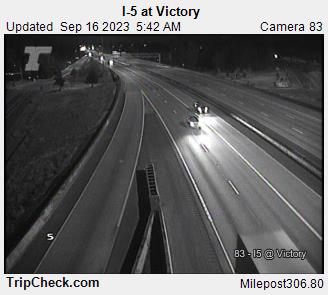 I-5 at Victory
Updated Sep 16 2023 5:42 AM Camera 83
S
83 - I5 @ Victory
TripCheck.com Milepost306.80